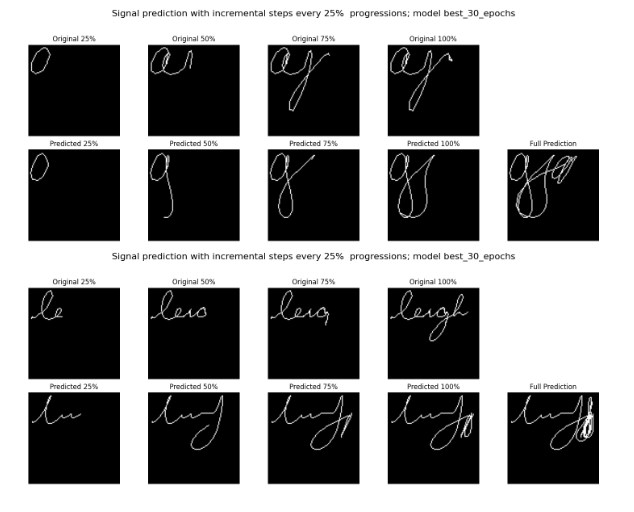 Signal prediction with incremental steps every 25% progressions; model best_30_epochs
Original 25% Original 50% Original 75% Original 100%
Predicted 25% Predicted 50% Predicted 75% Predicted 100% Full Prediction
Signal prediction with incremental steps every 25% progressions; model best_30_epochs
Original 25% Original 50% Original 75% Original 100%
le leio leig leigh
Predicted 25% Predicted 50% Predicted 75% Predicted 100% Full Prediction